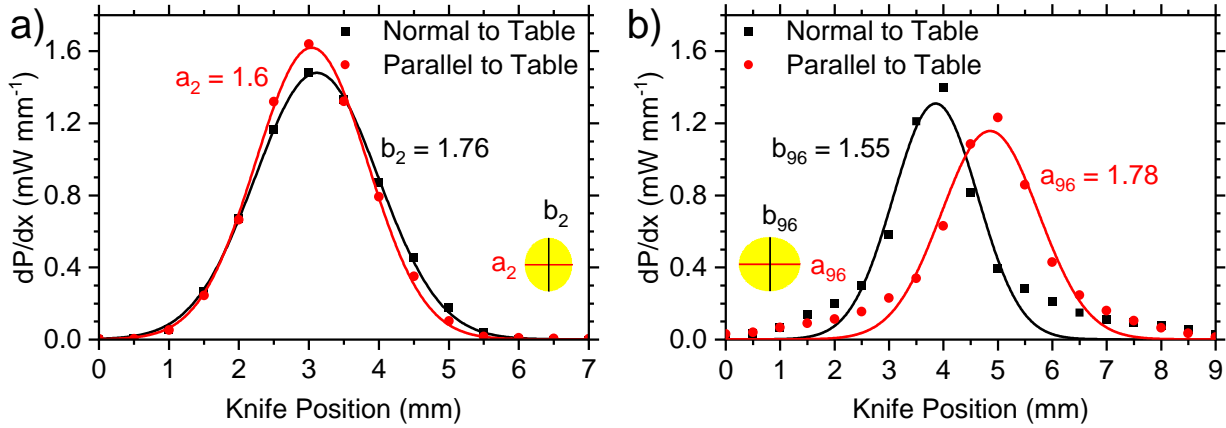 a)
Normal to Table
Parallel to Table
a2 = 1.6
b2 = 1.76
b2
a2
dP/dx (mW mm-1)
0.0
0.4
0.8
1.2
1.6
0 1 2 3 4 5 6 7
Knife Position (mm)
b)
Normal to Table
Parallel to Table
b96 = 1.55
a96 = 1.78
b96
a96
dP/dx (mW mm-1)
0.0
0.4
0.8
1.2
1.6
0 1 2 3 4 5 6 7 8 9
Knife Position (mm)